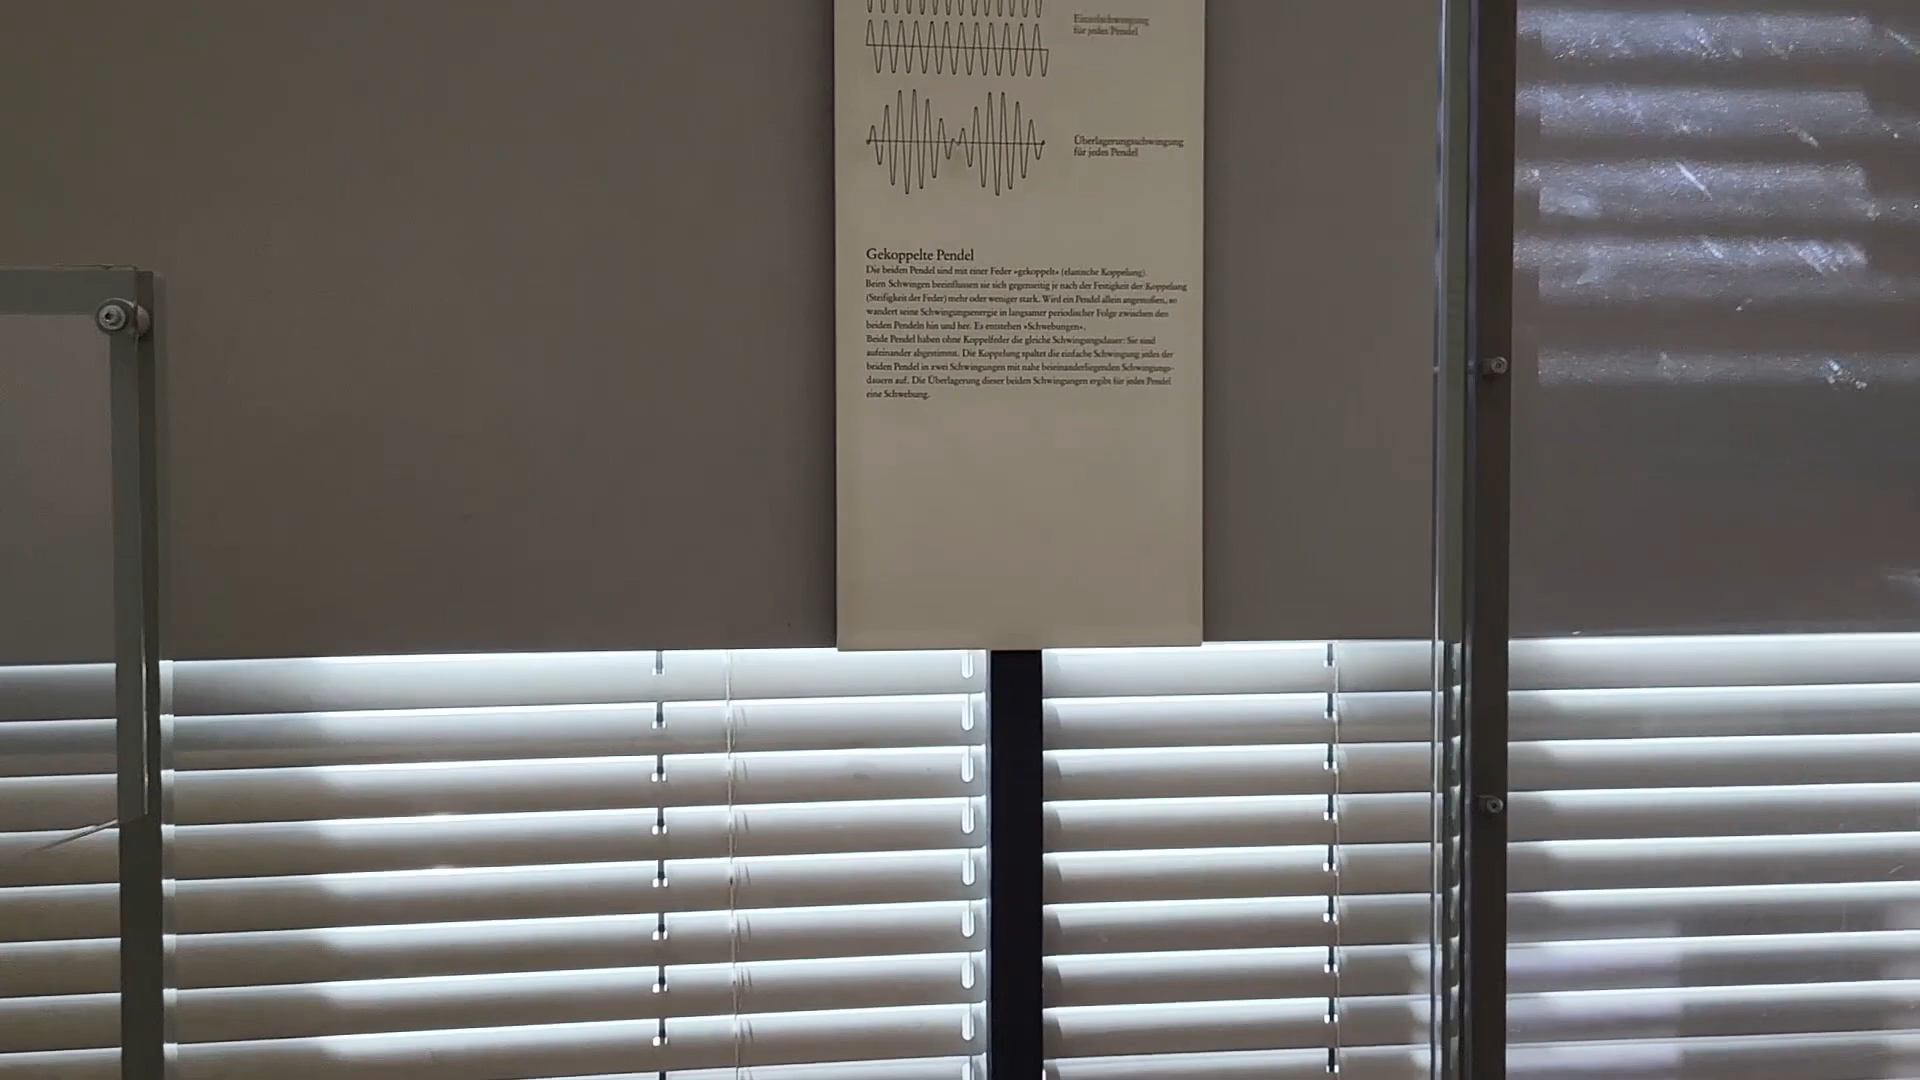 Einzelschwingung
für jedes Pendel
Überlagerungsschwingung
für jedes Pendel
Gekoppelte Pendel
Die beiden Pendel sind mit einer Feder »gekoppelt« (elastische Koppelung).
Beim Schwingen beeinflussen sie sich gegenseitig je nach der Festigkeit der Koppelung
(Steifigkeit der Feder) mehr oder weniger stark. Wird ein Pendel allein angestoßen, so
wandert seine Schwingungsenergie in langsamer periodischer Folge zwischen den
beiden Pendeln hin und her. Es entstehen »Schwebungen«.
Beide Pendel haben ohne Koppelfeder die gleiche Schwingungsdauer: Sie sind
aufeinander abgestimmt. Die Koppelung spaltet die einfache Schwingung jedes der
beiden Pendel in zwei Schwingungen mit nahe beieinanderliegenden Schwingungs-
dauern auf. Die Überlagerung dieser beiden Schwingungen ergibt für jedes Pendel
eine Schwebung.